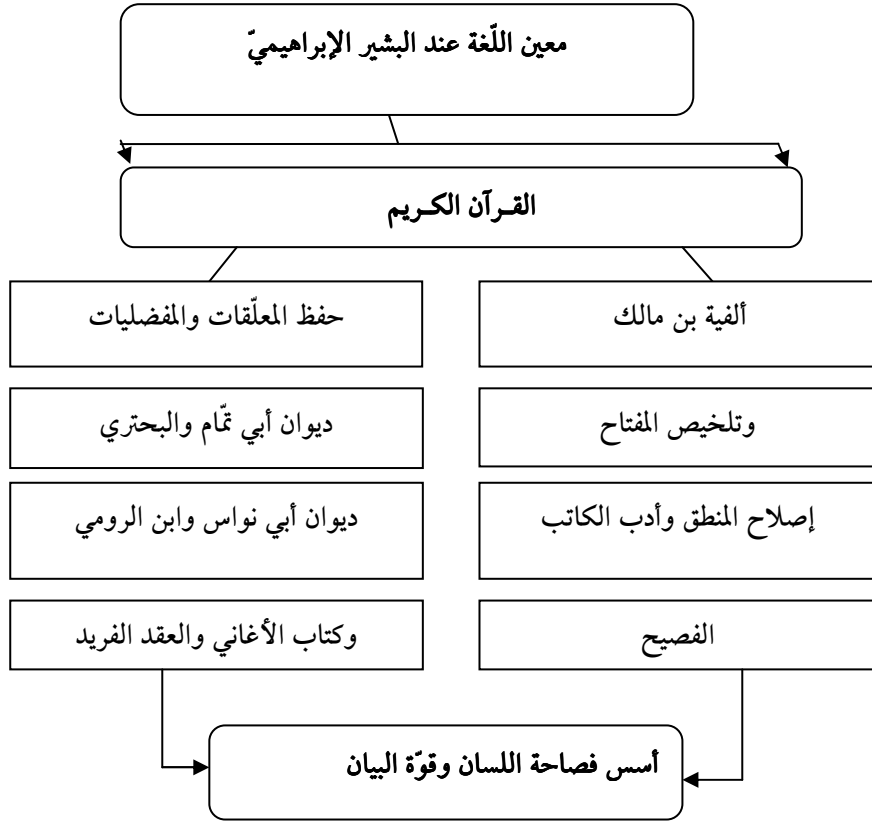 معين اللّغة عند البشير الإبراهيميّ
القـرآن الكـريم
ألفية بن مالك
حفظ المعلّقات والمفضليات
وتلخيص المفتاح
ديوان أبي تمّام والبحتري
إصلاح المنطق وأدب الكاتب
ديوان أبي نواس وابن الرومي
الفصيح
وكتاب الأغاني والعقد الفريد
أسس فصاحة اللسان وقوّة البيان